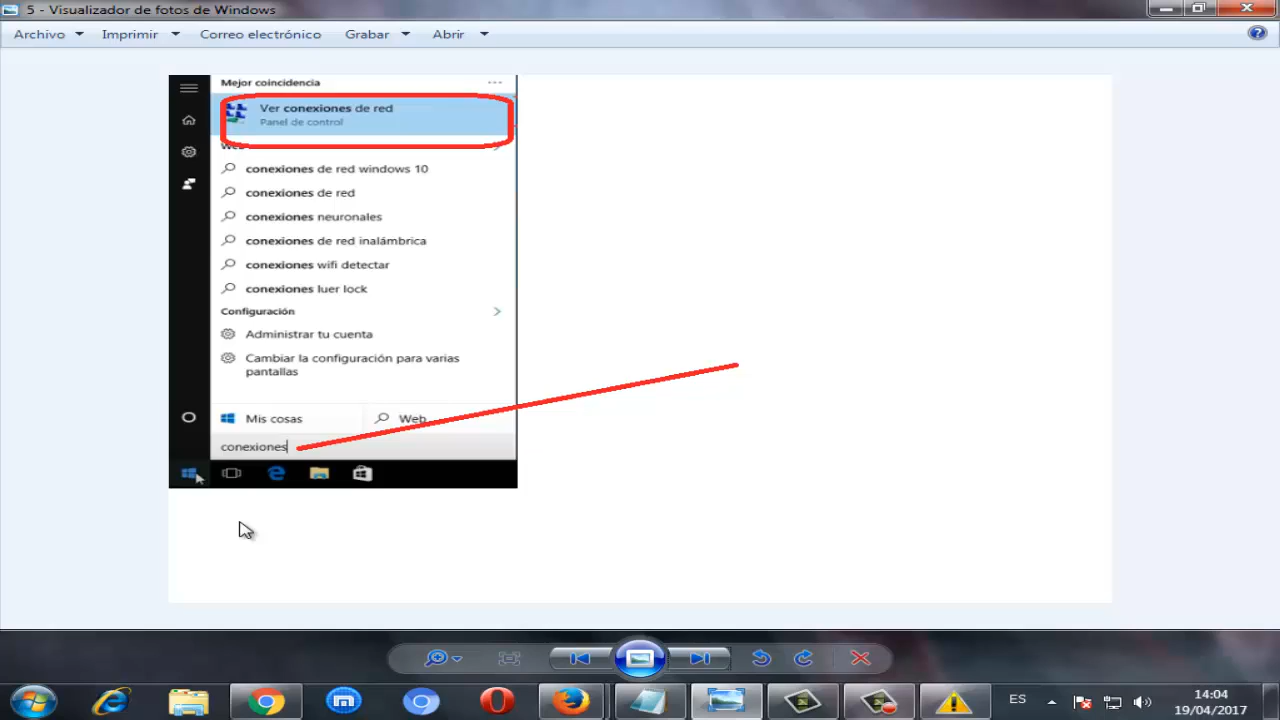 5 - Visualizador de fotos de Windows
Archivo Imprimir Correo electrónico Grabar Abrir
Mejor coincidencia
Ver conexiones de red
Panel de control
conexiones de red windows 10
conexiones de red
conexiones neuronales
conexiones de red inalámbrica
conexiones wifi detectar
conexiones luer lock
Configuración
Administrar tu cuenta
Cambiar la configuración para varias
pantallas
Mis cosas Web
conexiones
ES
14:04
19/04/2017